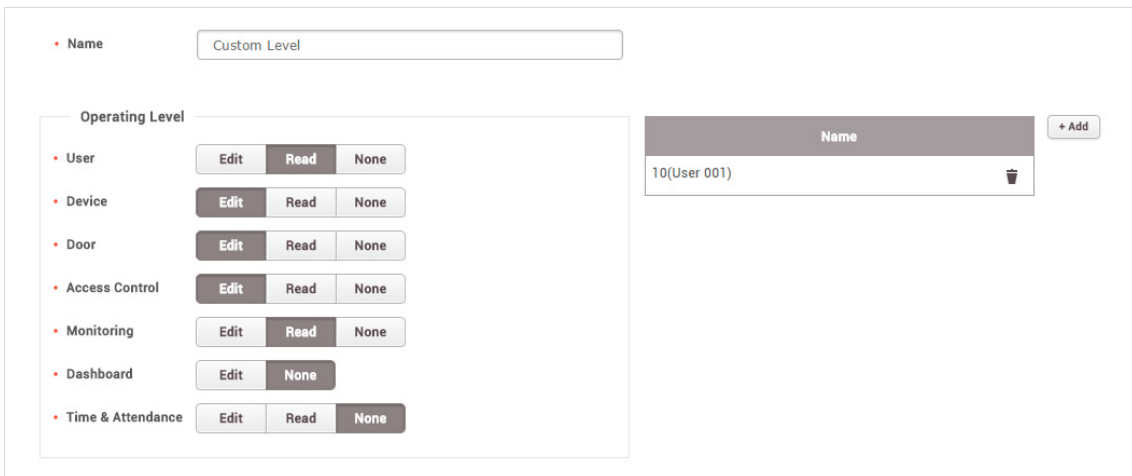 • Name Custom Level
Operating Level
• User Edit Read None
• Device Edit Read None
• Door Edit Read None
• Access Control Edit Read None
• Monitoring Edit Read None
• Dashboard Edit None
• Time & Attendance Edit Read None
Name
+ Add
10(User 001)